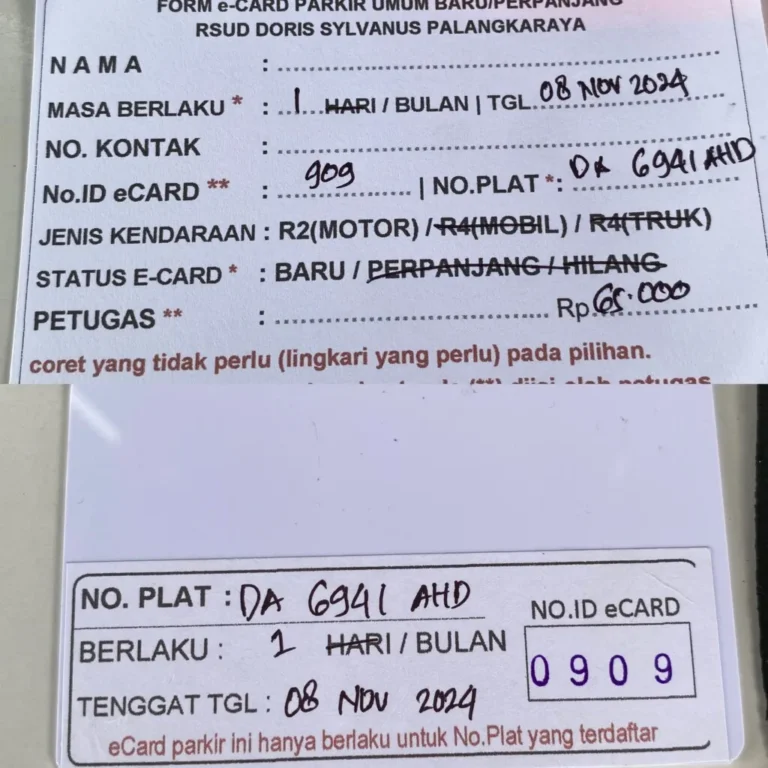 FORM e-CARD PARKIR UMUM BARU/PERPANJANG
RSUD DORIS SYLVANUS PALANGKARAYA
NAMA :
MASA BERLAKU * : 1 HARI / BULAN | TGL 08 NOV 2024
NO. KONTAK :
No.ID eCARD ** : 909 | NO.PLAT *: DA 6941 AHD
JENIS KENDARAAN : R2(MOTOR) / R4(MOBIL) / R4(TRUK)
STATUS E-CARD * : BARU / PERPANJANG / HILANG
PETUGAS ** : Rp. 65.000
coret yang tidak perlu (lingkari yang perlu) pada pilihan.
(**) diisi oleh petugas
NO. PLAT : DA 6941 AHD
NO.ID eCARD
BERLAKU : 1 HARI / BULAN
0909
TENGGAT TGL : 08 NOV 2024
eCard parkir ini hanya berlaku untuk No.Plat yang terdaftar